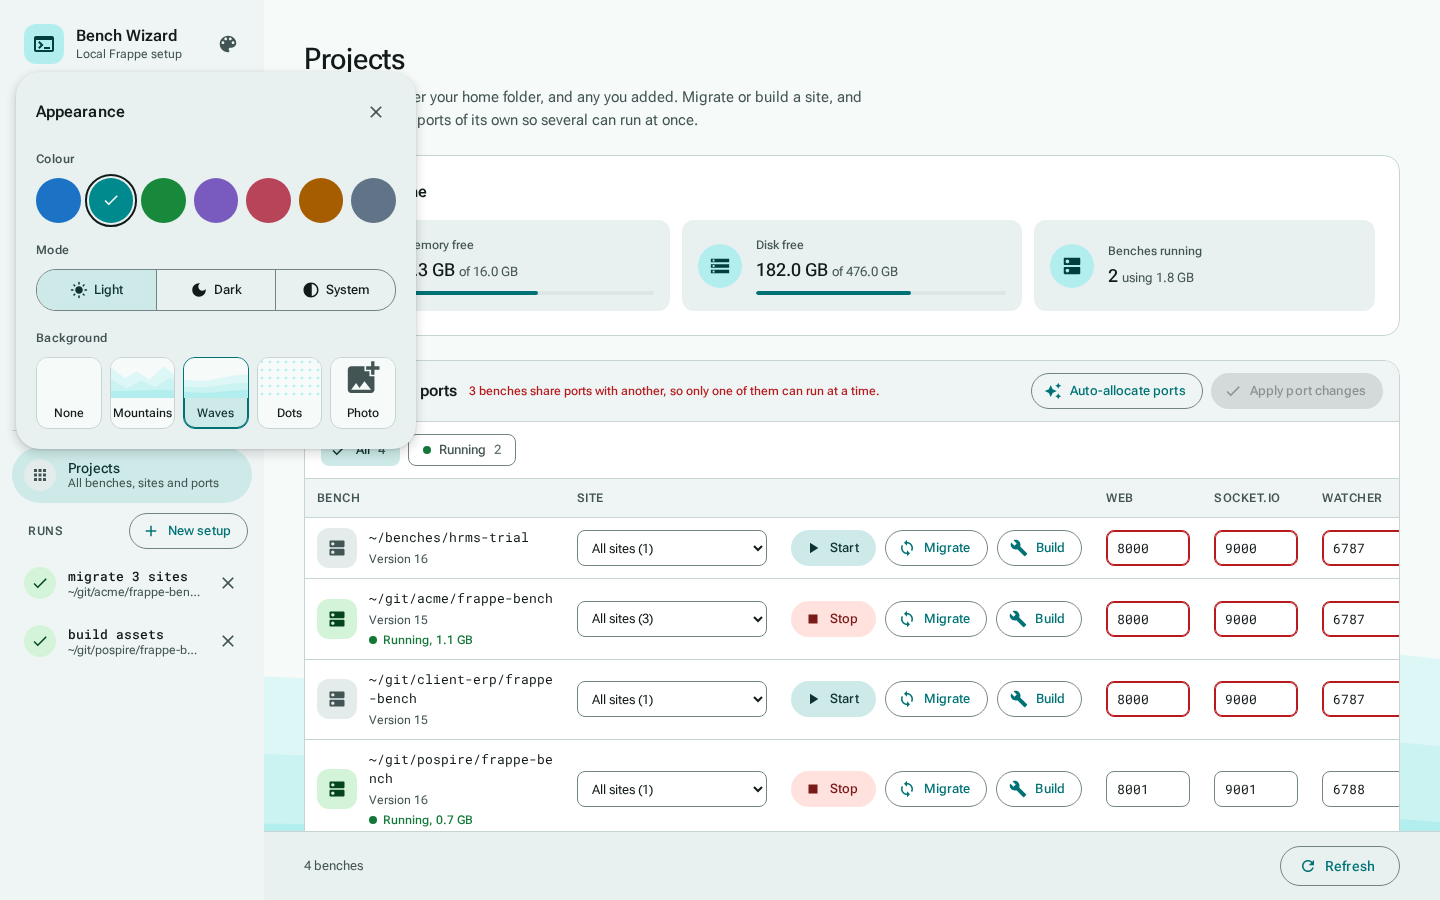 Bench Wizard
Local Frappe setup
Projects
er your home folder, and any you added. Migrate or build a site, and
ports of its own so several can run at once.
Appearance
Colour
Mode
Light
Dark
System
Background
None
Mountains
Waves
Dots
Photo
ne
emory free
.3 GB of 16.0 GB
Disk free
182.0 GB of 476.0 GB
Benches running
2 using 1.8 GB
ports
3 benches share ports with another, so only one of them can run at a time.
Auto-allocate ports
Apply port changes
All 4
Running 2
Projects
All benches, sites and ports
RUNS
New setup
migrate 3 sites
~/git/acme/frappe-ben...
build assets
~/git/pospire/frappe-b...
BENCH SITE WEB SOCKET.IO WATCHER
~/benches/hrms-trial
Version 16
All sites (1)
Start
Migrate
Build
8000
9000
6787
~/git/acme/frappe-bench
Version 15
Running, 1.1 GB
All sites (3)
Stop
Migrate
Build
8000
9000
6787
~/git/client-erp/frappe
-bench
Version 15
All sites (1)
Start
Migrate
Build
8000
9000
6787
~/git/pospire/frappe-be
nch
Version 16
Running, 0.7 GB
All sites (1)
Stop
Migrate
Build
8001
9001
6788
4 benches
Refresh